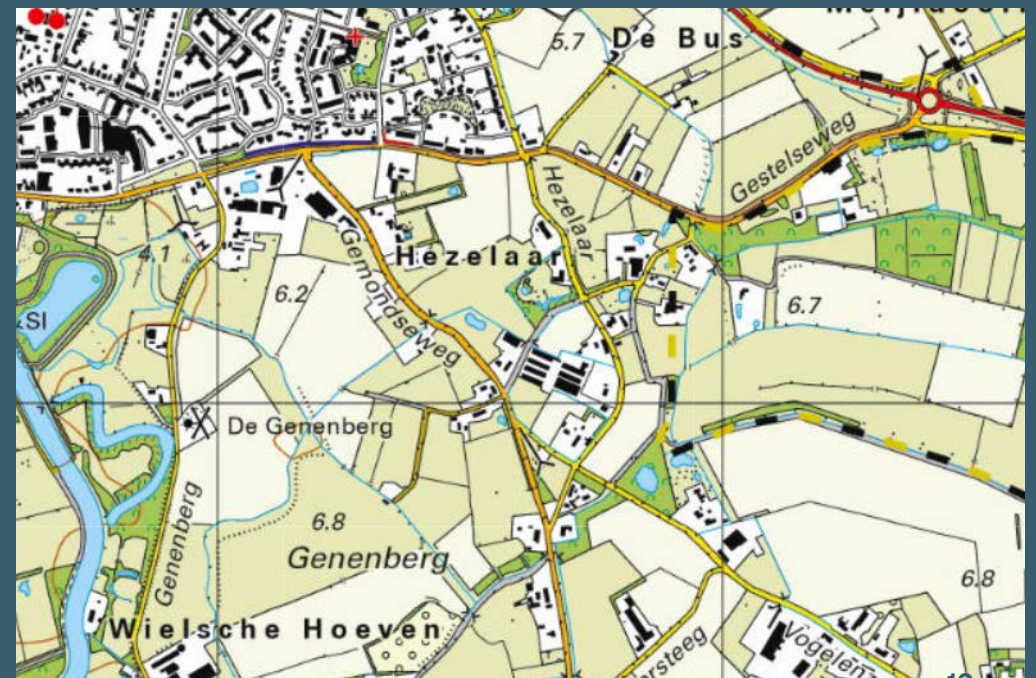 5.7
De Bus
Gestelseweg
Hezelaar
4.1
Hezelaar
6.2
Gemondseweg
6.7
SI
De Genenberg
Genenberg
6.8
Genenberg
6.8
Wielsche Hoeven